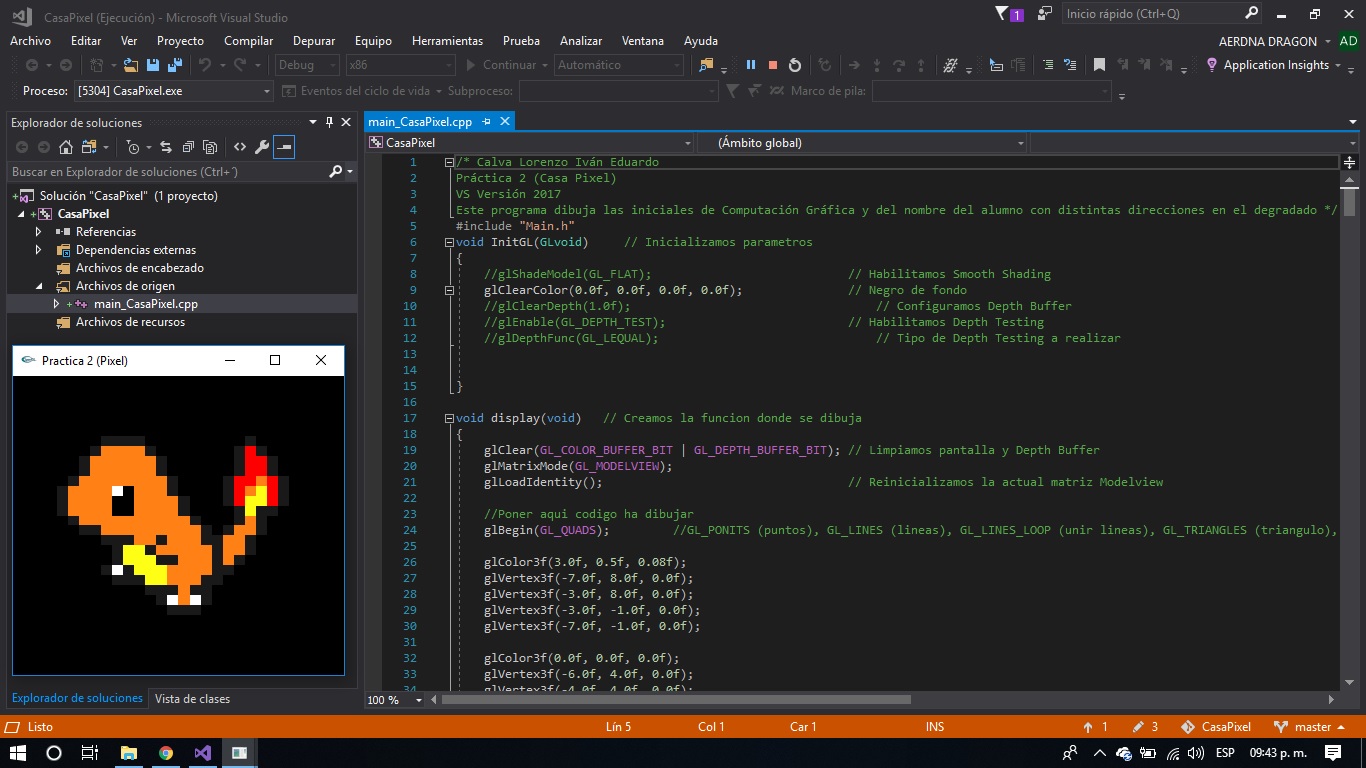 CasaPixel (Ejecución) - Microsoft Visual Studio
1
Inicio rápido (Ctrl+Q)
Archivo Editar Ver Proyecto Compilar Depurar Equipo Herramientas Prueba Analizar Ventana Ayuda
AERDNA DRAGON AD
Debug x86 Continuar Automático Application Insights
Proceso: [5304] CasaPixel.exe Eventos del ciclo de vida Subproceso: Marco de pila:
Explorador de soluciones
Buscar en Explorador de soluciones (Ctrl+´)
Solución "CasaPixel" (1 proyecto)
CasaPixel
Referencias
Dependencias externas
Archivos de encabezado
Archivos de origen
main_CasaPixel.cpp
Archivos de recursos
Practica 2 (Pixel)
Explorador de soluciones Vista de clases
main_CasaPixel.cpp
CasaPixel (Ámbito global)
1 /* Calva Lorenzo Iván Eduardo
2 Práctica 2 (Casa Pixel)
3 VS Versión 2017
4 Este programa dibuja las iniciales de Computación Gráfica y del nombre del alumno con distintas direcciones en el degradado */
5 #include "Main.h"
6 void InitGL(GLvoid) // Inicializamos parametros
7 {
8 //glShadeModel(GL_FLAT); // Habilitamos Smooth Shading
9 glClearColor(0.0f, 0.0f, 0.0f, 0.0f); // Negro de fondo
10 //glClearDepth(1.0f); // Configuramos Depth Buffer
11 //glEnable(GL_DEPTH_TEST); // Habilitamos Depth Testing
12 //glDepthFunc(GL_LEQUAL); // Tipo de Depth Testing a realizar
13
14
15 }
16
17 void display(void) // Creamos la funcion donde se dibuja
18 {
19 glClear(GL_COLOR_BUFFER_BIT | GL_DEPTH_BUFFER_BIT); // Limpiamos pantalla y Depth Buffer
20 glMatrixMode(GL_MODELVIEW);
21 glLoadIdentity(); // Reinicializamos la actual matriz Modelview
22
23 //Poner aqui codigo ha dibujar
24 glBegin(GL_QUADS); //GL_PONITS (puntos), GL_LINES (lineas), GL_LINES_LOOP (unir lineas), GL_TRIANGLES (triangulo),
25
26 glColor3f(3.0f, 0.5f, 0.08f);
27 glVertex3f(-7.0f, 8.0f, 0.0f);
28 glVertex3f(-3.0f, 8.0f, 0.0f);
29 glVertex3f(-3.0f, -1.0f, 0.0f);
30 glVertex3f(-7.0f, -1.0f, 0.0f);
31
32 glColor3f(0.0f, 0.0f, 0.0f);
33 glVertex3f(-6.0f, 4.0f, 0.0f);
34 glVertex3f(-4.0f, 4.0f, 0.0f);
100 %
Listo Lín 5 Col 1 Car 1 INS 1 3 CasaPixel master
ESP 09:43 p. m.